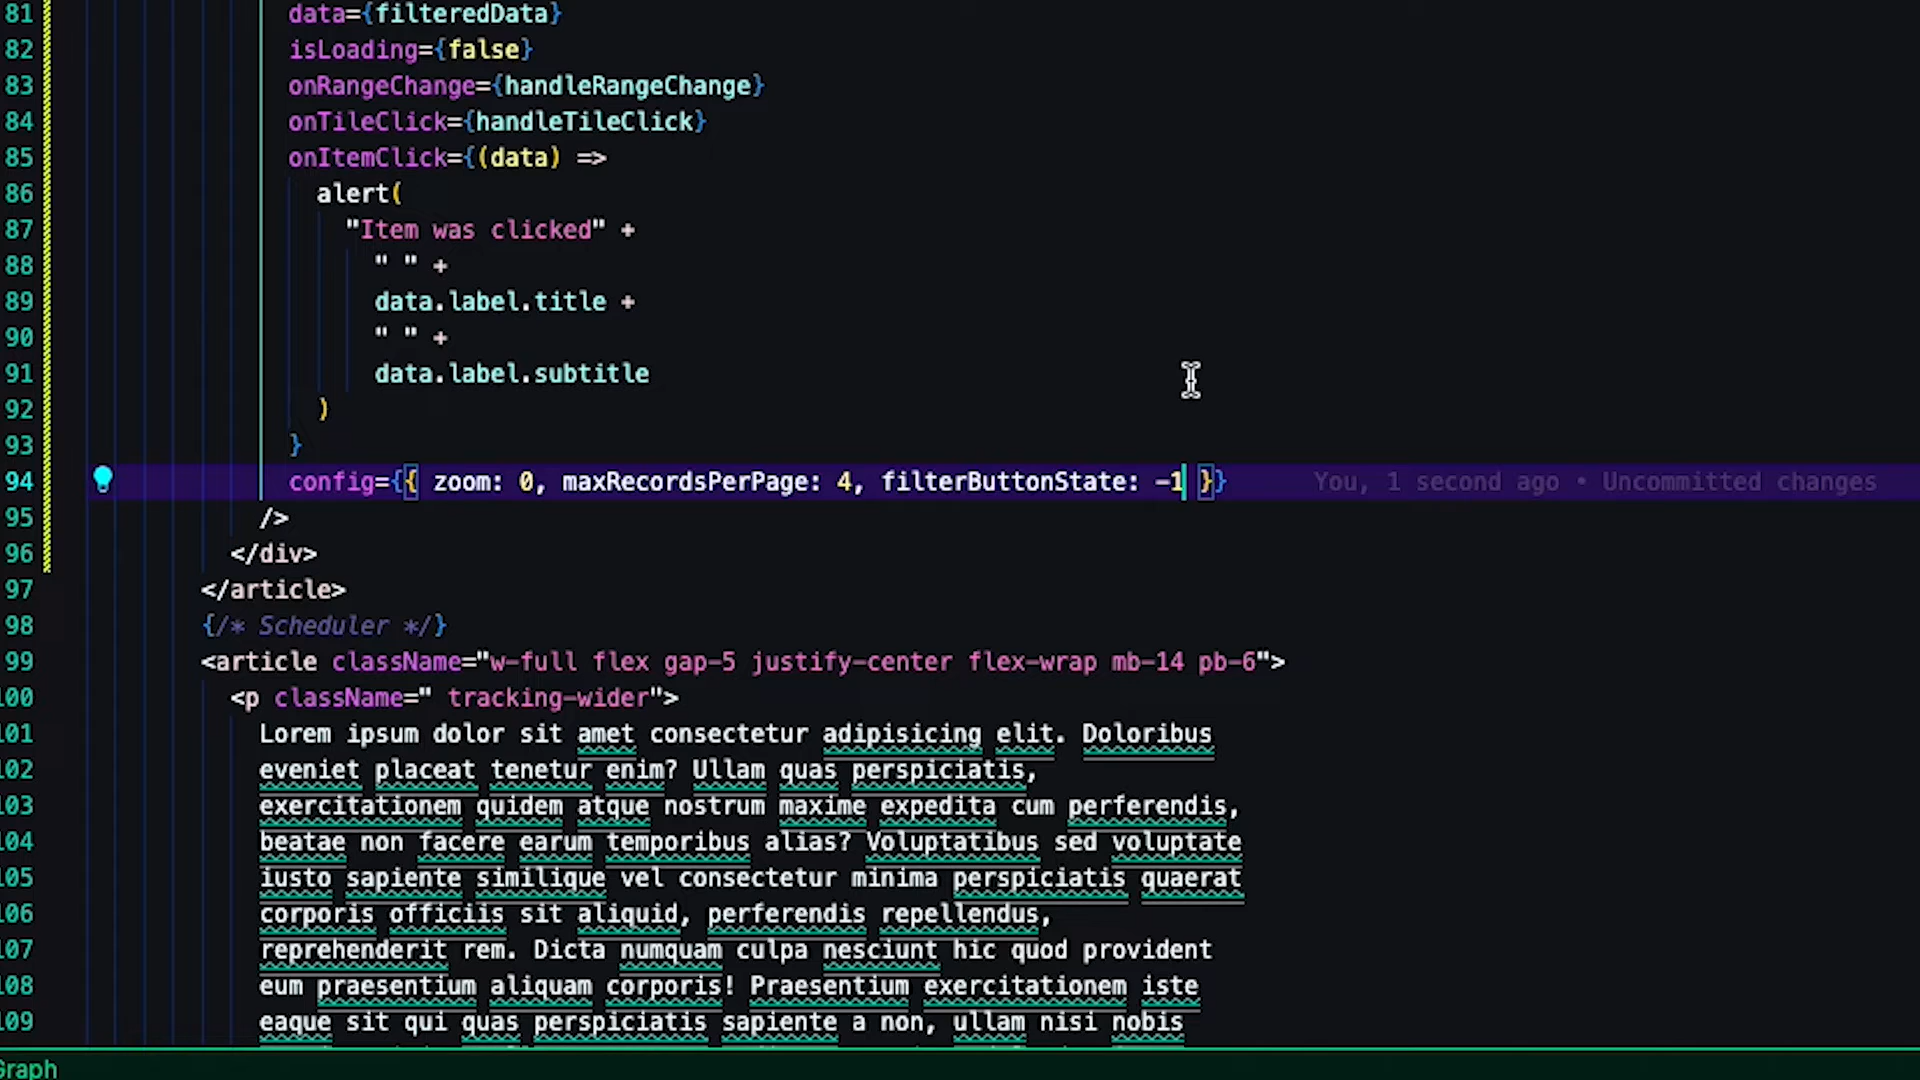 81 data={filteredData}
82 isLoading={false}
83 onRangeChange={handleRangeChange}
84 onTileClick={handleTileClick}
85 onItemClick={(data) =>
86 alert(
87 "Item was clicked" +
88 " " +
89 data.label.title +
90 " " +
91 data.label.subtitle
92 )
93 }
94 config={{ zoom: 0, maxRecordsPerPage: 4, filterButtonState: -1 }} You, 1 second ago • Uncommitted changes
95 />
96 </div>
97 </article>
98 {/* Scheduler */}
99 <article className="w-full flex gap-5 justify-center flex-wrap mb-14 pb-6">
100 <p className=" tracking-wider">
101 Lorem ipsum dolor sit amet consectetur adipisicing elit. Doloribus
102 eveniet placeat tenetur enim? Ullam quas perspiciatis,
103 exercitationem quidem atque nostrum maxime expedita cum perferendis,
104 beatae non facere earum temporibus alias? Voluptatibus sed voluptate
105 iusto sapiente similique vel consectetur minima perspiciatis quaerat
106 corporis officiis sit aliquid, perferendis repellendus,
107 reprehenderit rem. Dicta numquam culpa nesciunt hic quod provident
108 eum praesentium aliquam corporis! Praesentium exercitationem iste
109 eaque sit qui quas perspiciatis sapiente a non, ullam nisi nobis
Graph